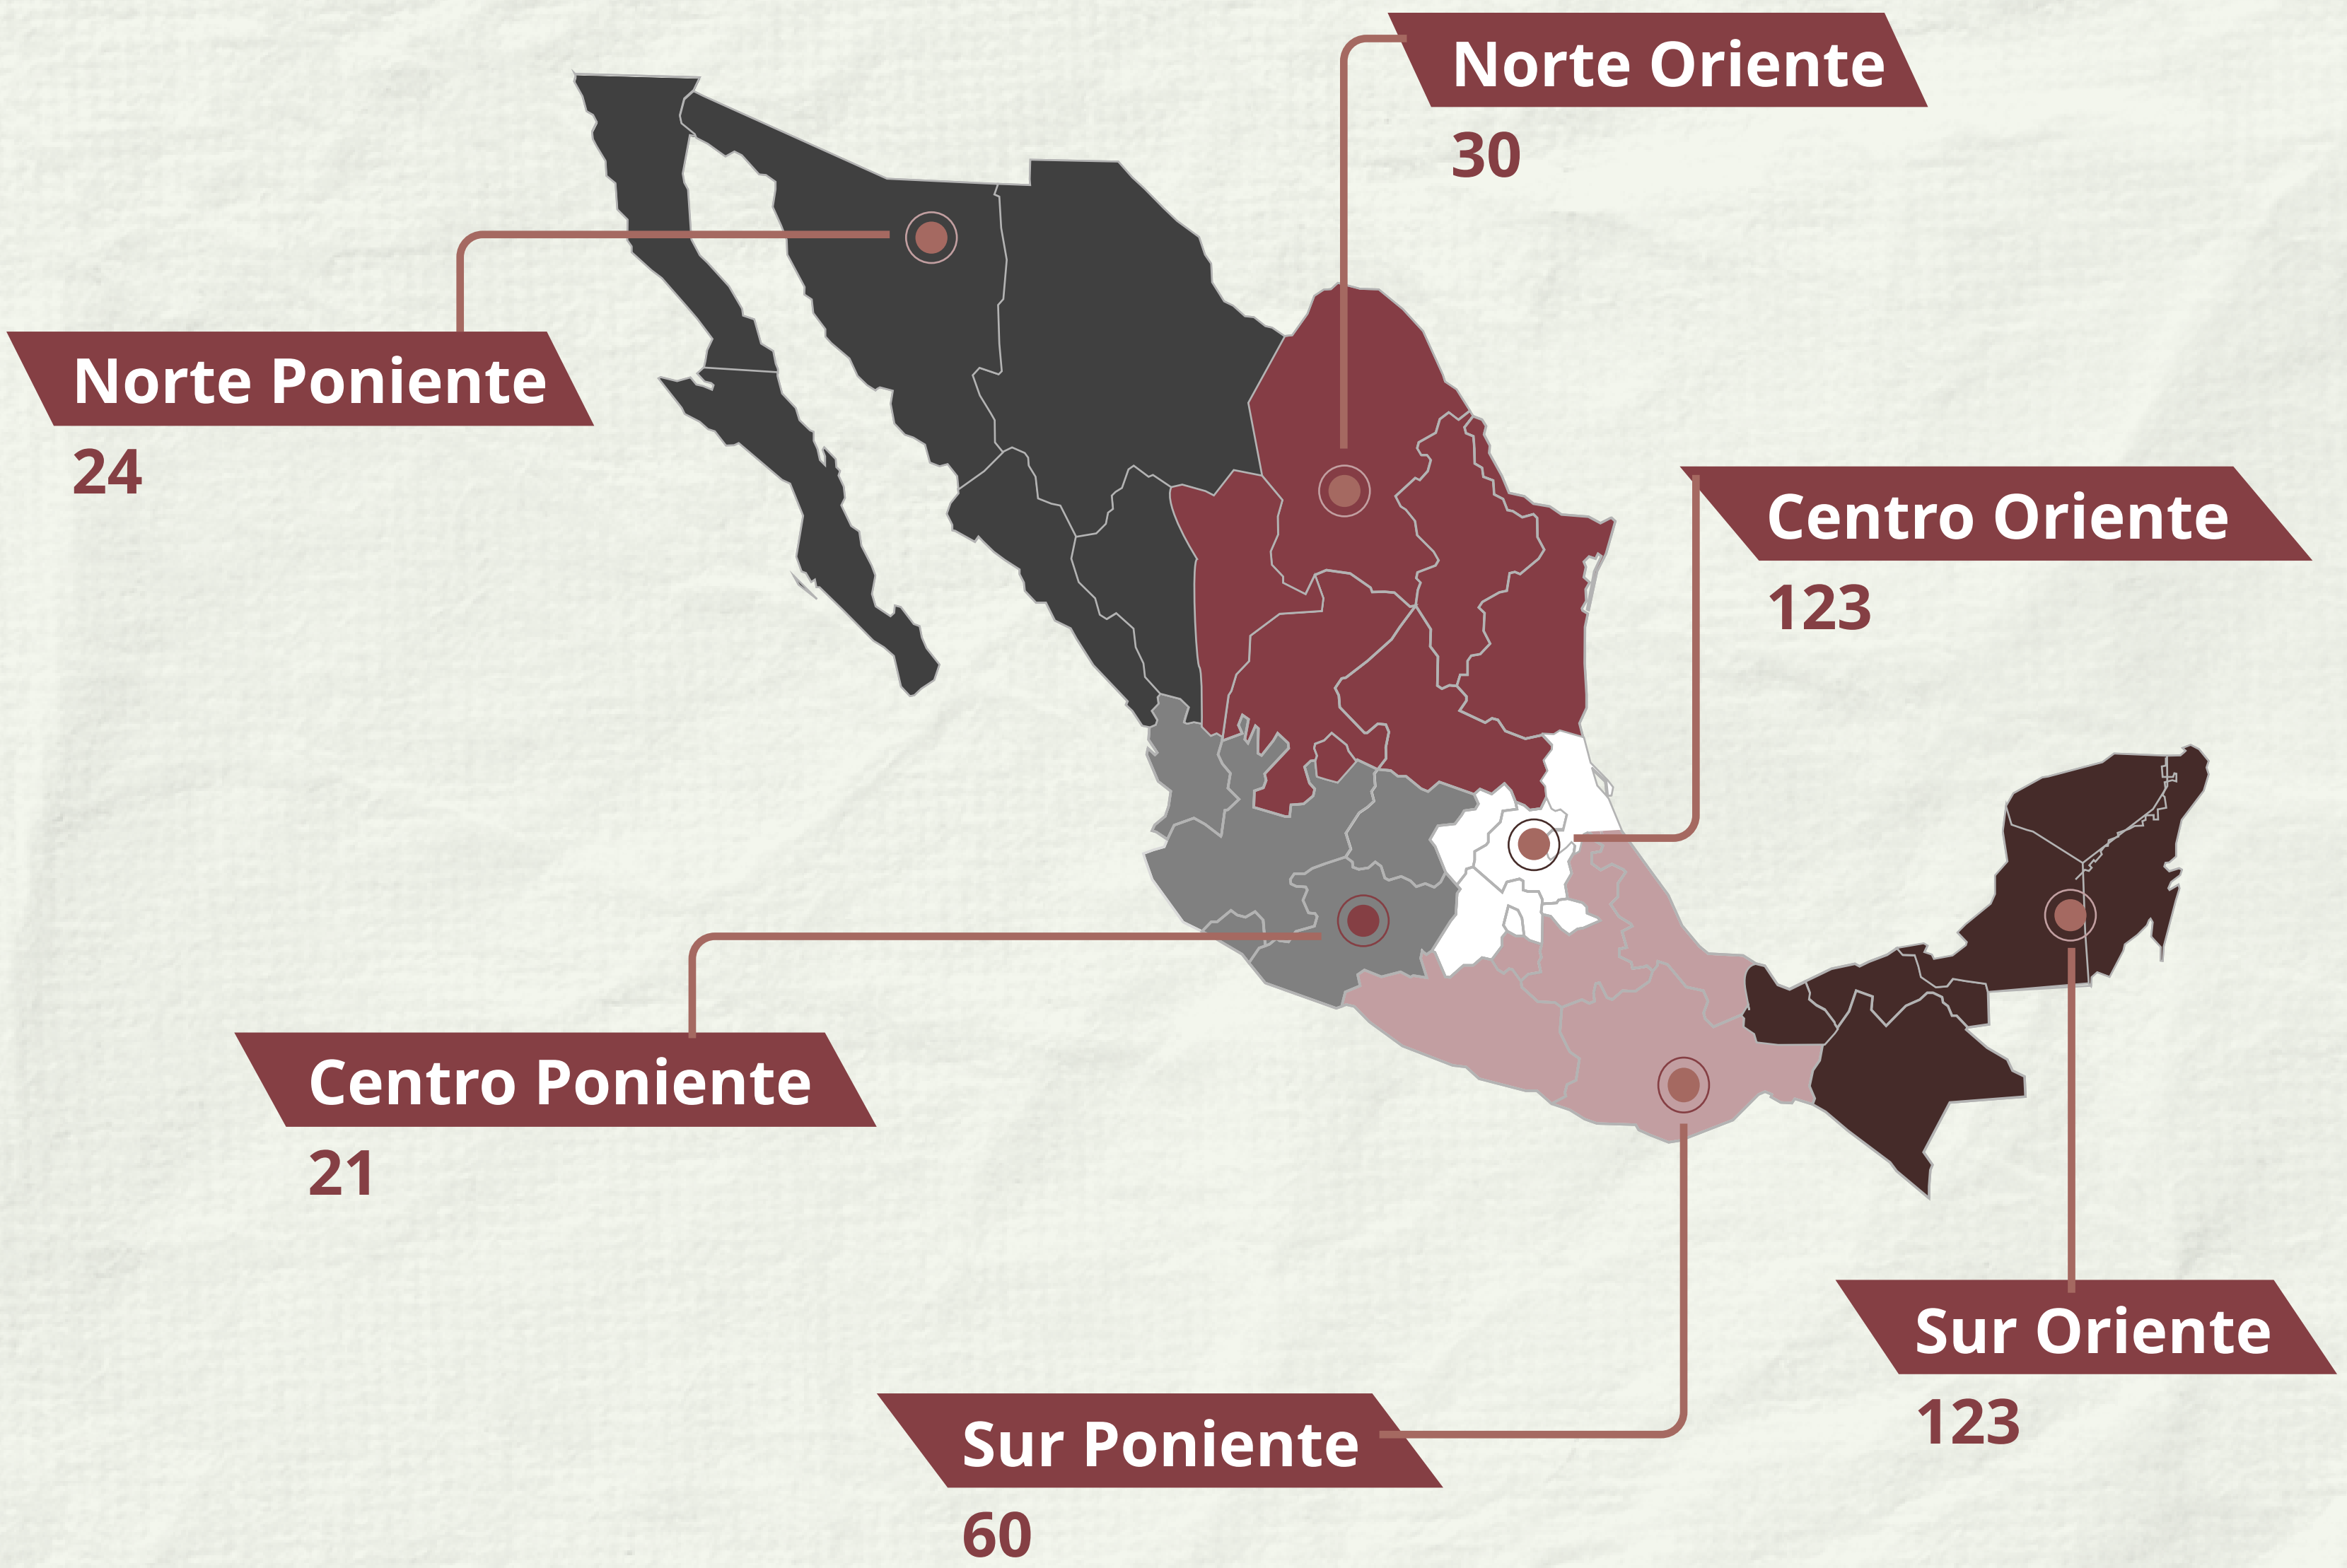 Norte Oriente
30
Norte Poniente
24
Centro Oriente
123
Centro Poniente
21
Sur Oriente
123
Sur Poniente
60